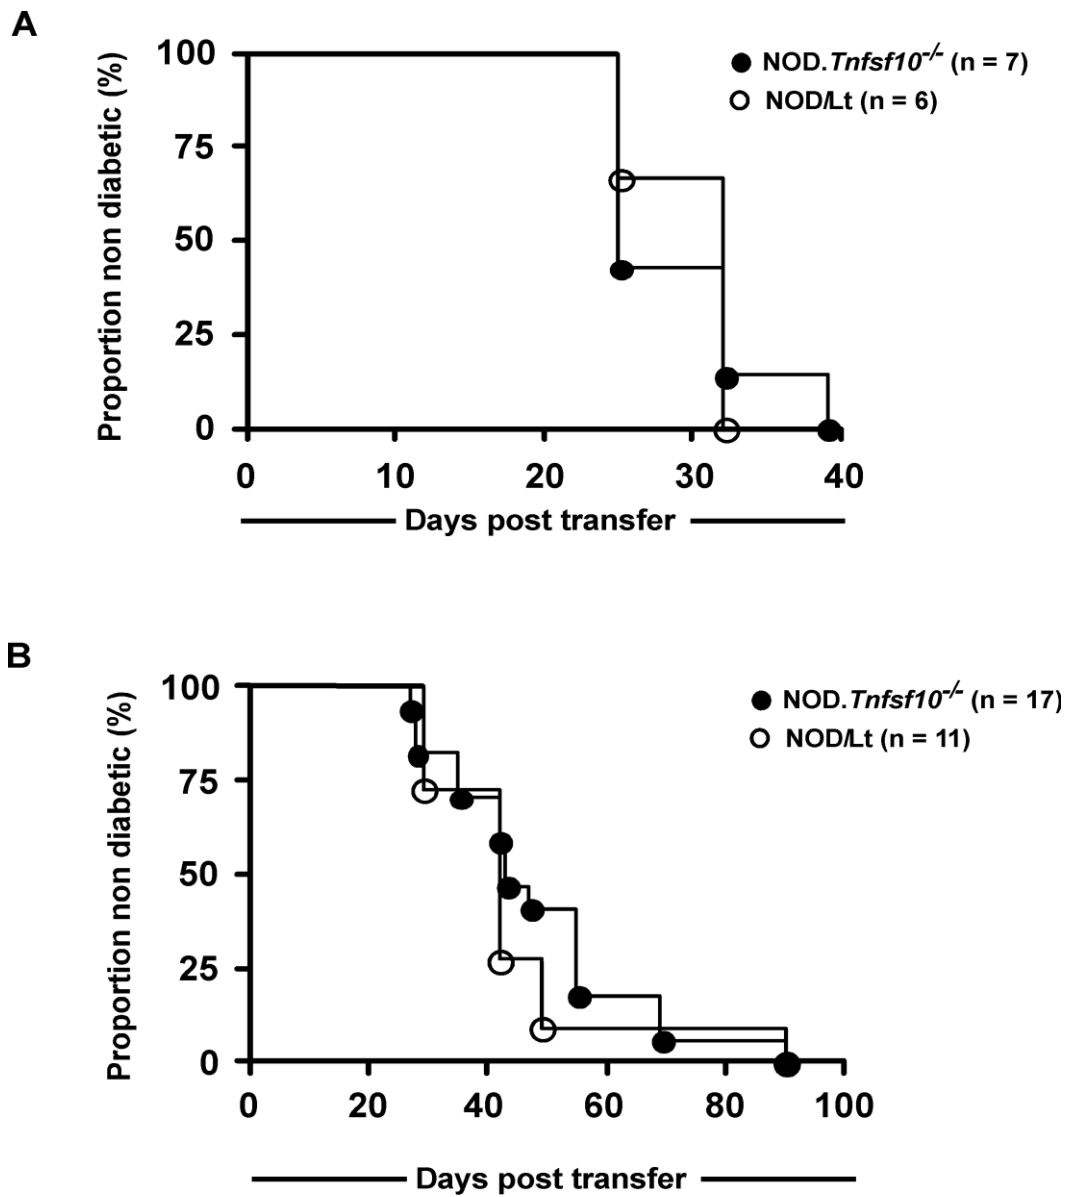 A
100
75
50
25
0
Proportion non diabetic (%)
NOD.Tnfsf10-/- (n = 7)
NOD/Lt (n = 6)
0 10 20 30 40
Days post transfer
B
100
75
50
25
0
Proportion non diabetic (%)
NOD.Tnfsf10-/- (n = 17)
NOD/Lt (n = 11)
0 20 40 60 80 100
Days post transfer